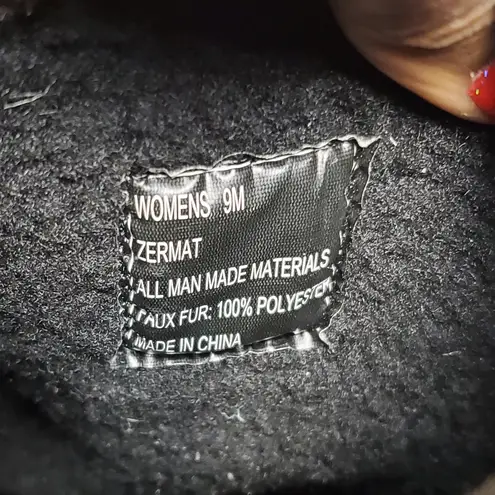 WOMENS 9M
ZERMAT
ALL MAN MADE MATERIALS
FAUX FUR: 100% POLYESTER
MADE IN CHINA